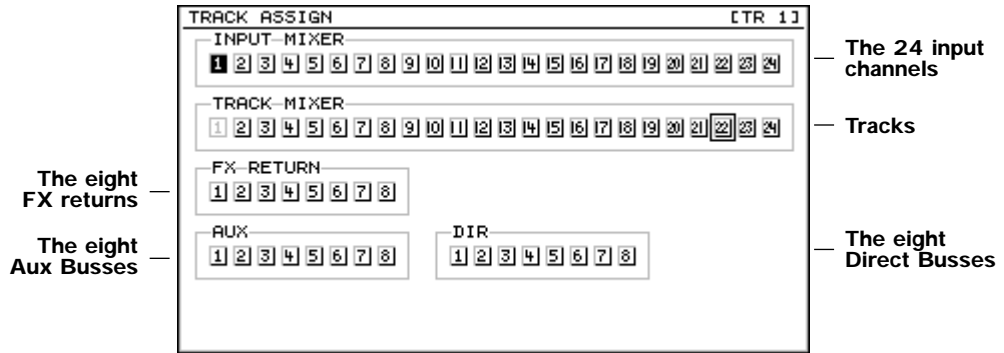 TRACK ASSIGN [TR 1]
INPUT MIXER
1 2 3 4 5 6 7 8 9 10 11 12 13 14 15 16 17 18 19 20 21 22 23 24
The 24 input
channels
TRACK MIXER
1 2 3 4 5 6 7 8 9 10 11 12 13 14 15 16 17 18 19 20 21 22 23 24
Tracks
The eight
FX returns
FX RETURN
1 2 3 4 5 6 7 8
The eight
Aux Busses
AUX
1 2 3 4 5 6 7 8
DIR
1 2 3 4 5 6 7 8
The eight
Direct Busses